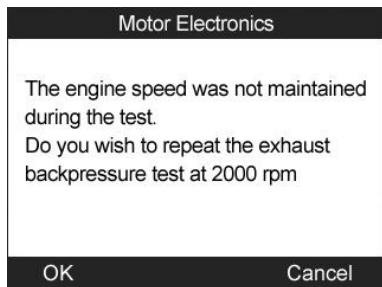 Motor Electronics
The engine speed was not maintained
during the test.
Do you wish to repeat the exhaust
backpressure test at 2000 rpm
OK Cancel